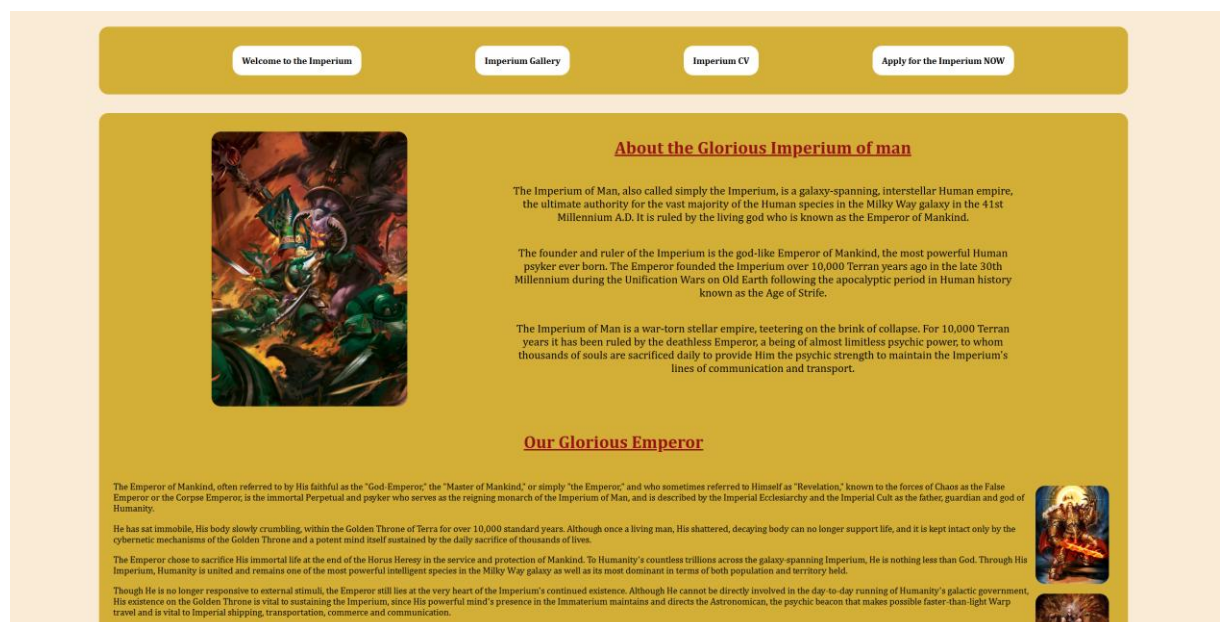 Welcome to the Imperium
Imperium Gallery
Imperium CV
Apply for the Imperium NOW
About the Glorious Imperium of man
The Imperium of Man, also called simply the Imperium, is a galaxy-spanning, interstellar Human empire,
the ultimate authority for the vast majority of the Human species in the Milky Way galaxy in the 41st
Millennium A.D. It is ruled by the living god who is known as the Emperor of Mankind.
The founder and ruler of the Imperium is the god-like Emperor of Mankind, the most powerful Human
psyker ever born. The Emperor founded the Imperium over 10,000 Terran years ago in the late 30th
Millennium during the Unification Wars on Old Earth following the apocalyptic period in Human history
known as the Age of Strife.
The Imperium of Man is a war-torn stellar empire, teetering on the brink of collapse. For 10,000 Terran
years it has been ruled by the deathless Emperor, a being of almost limitless psychic power, to whom
thousands of souls are sacrificed daily to provide Him the psychic strength to maintain the Imperium's
lines of communication and transport.
Our Glorious Emperor
The Emperor of Mankind, often referred to by His faithful as the "God-Emperor," the "Master of Mankind," or simply "the Emperor," and who sometimes referred to Himself as "Revelation," known to the forces of Chaos as the False
Emperor or the Corpse Emperor, is the immortal Perpetual and psyker who serves as the reigning monarch of the Imperium of Man, and is described by the Imperial Ecclesiarchy and the Imperial Cult as the father, guardian and god of
Humanity.
He has sat immobile, His body slowly crumbling, within the Golden Throne of Terra for over 10,000 standard years. Although once a living man, His shattered, decaying body can no longer support life, and it is kept intact only by the
cybernetic mechanisms of the Golden Throne and a potent mind itself sustained by the daily sacrifice of thousands of lives.
The Emperor chose to sacrifice His immortal life at the end of the Horus Heresy in the service and protection of Mankind. To Humanity's countless trillions across the galaxy-spanning Imperium, He is nothing less than God. Through His
Imperium, Humanity is united and remains one of the most powerful intelligent species in the Milky Way galaxy as well as its most dominant in terms of both population and territory held.
Though He is no longer responsive to external stimuli, the Emperor still lies at the very heart of the Imperium's continued existence. Although He cannot be directly involved in the day-to-day running of Humanity's galactic government,
His existence on the Golden Throne is vital to sustaining the Imperium, since His powerful mind's presence in the Immaterium maintains and directs the Astronomican, the psychic beacon that makes possible faster-than-light Warp
travel and is vital to Imperial shipping, transportation, commerce and communication.